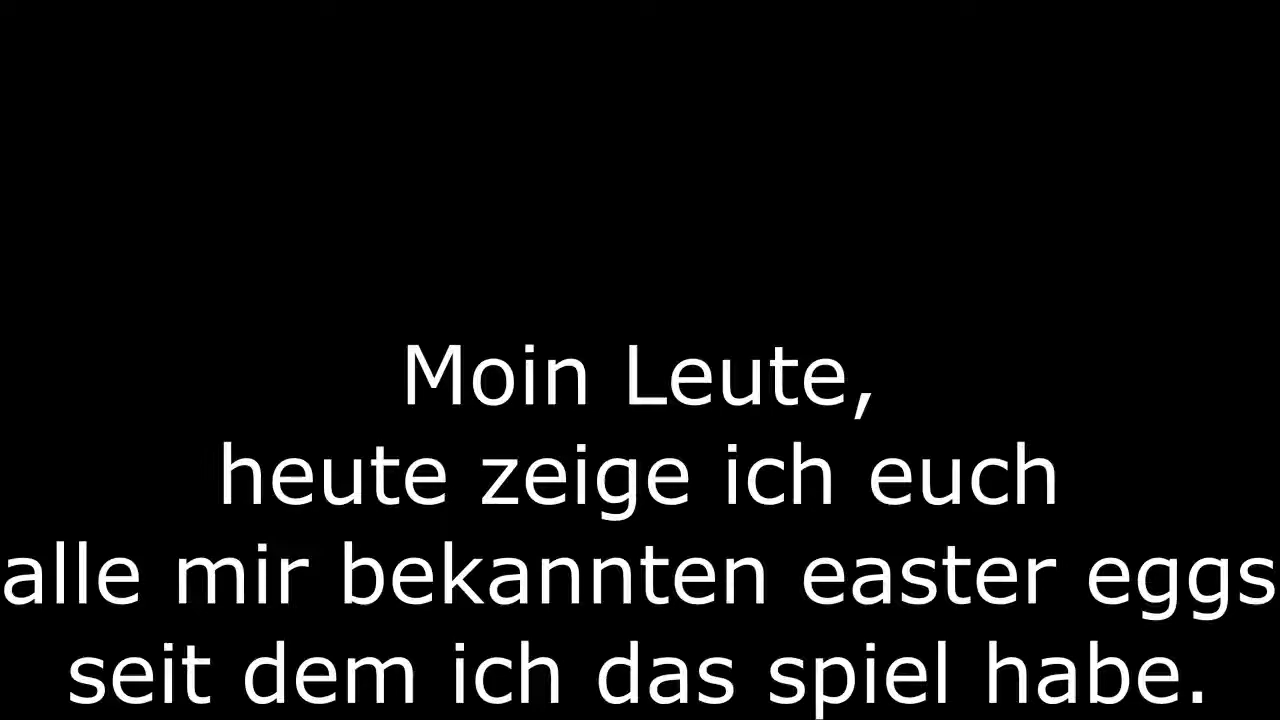 Moin Leute,
heute zeige ich euch
alle mir bekannten easter eggs
seit dem ich das spiel habe.